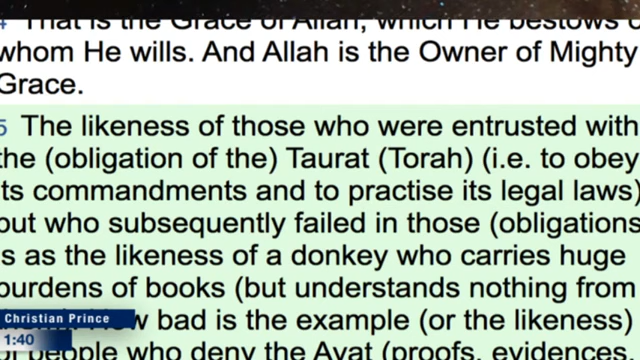 4 That is the Grace of Allah, which He bestows
whom He wills. And Allah is the Owner of Mighty
Grace.
5 The likeness of those who were entrusted with
the (obligation of the) Taurat (Torah) (i.e. to obey
ts commandments and to practise its legal laws)
but who subsequently failed in those (obligations
s as the likeness of a donkey who carries huge
burdens of books (but understands nothing from
w bad is the example (or the likeness)
of people who deny the Ayat (proofs, evidences,
Christian Prince
1:40